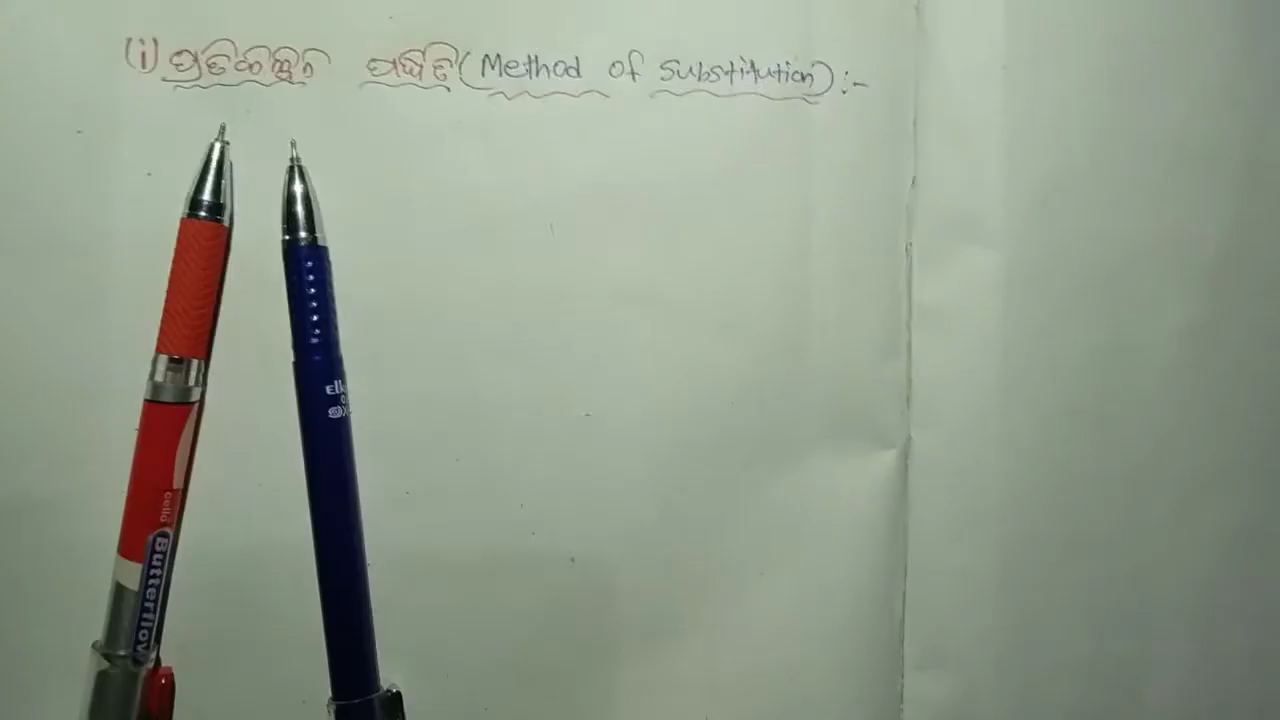 (i) ପ୍ରତିକଳ୍ପନ ପଦ୍ଧତି (Method of Substitution) :-
cello
Butterflow